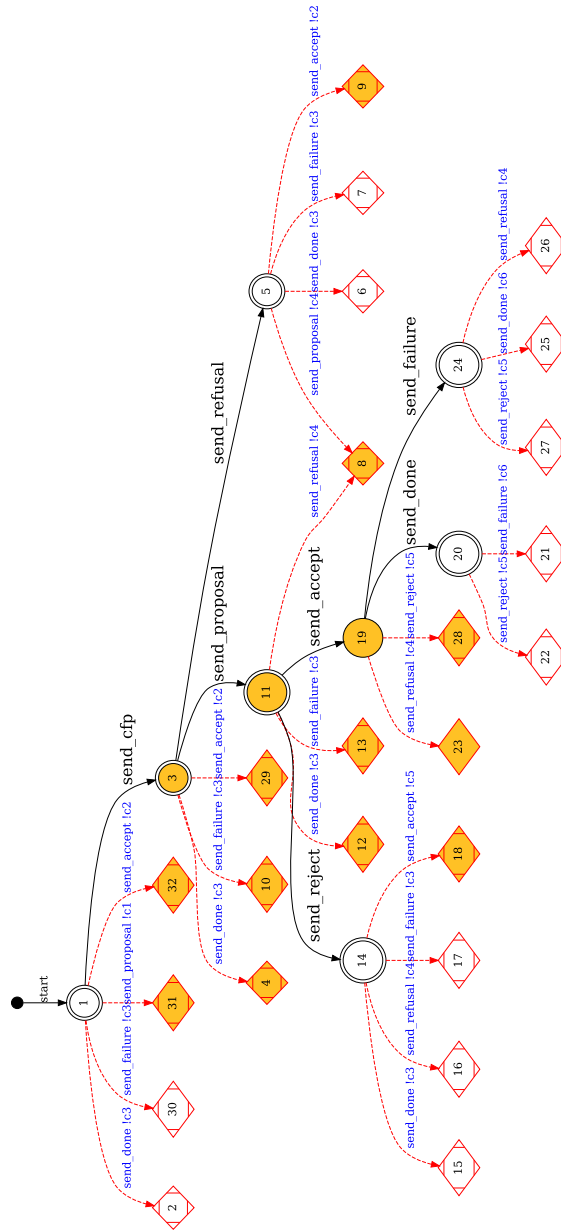 start
1
send_done !c3
send_failure !c3
send_proposal !c1
send_accept !c2
send_cfp
2
30
31
32
3
send_done !c3
send_failure !c3
send_accept !c2
send_proposal
send_refusal
4
10
29
11
5
send_reject
send_done !c3
send_failure !c3
send_accept
send_refusal !c4
send_proposal !c4
send_done !c3
send_failure !c3
send_accept !c2
14
12
13
19
8
6
7
9
send_done !c3
send_refusal !c4
send_failure !c3
send_accept !c5
send_refusal !c4
send_reject !c5
send_done
send_failure
15
16
17
18
23
28
20
24
send_reject !c5
send_failure !c6
send_reject !c5
send_done !c6
send_refusal !c4
22
21
27
25
26